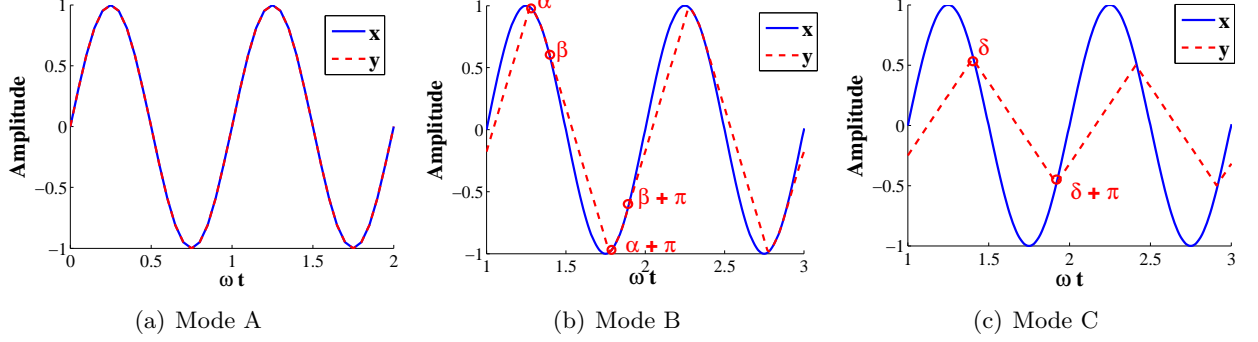 Amplitude
1
0.5
0
−0.5
−1
0
0.5
1
1.5
2
ω t
x
y
(a) Mode A
Amplitude
1
0.5
0
−0.5
−1
1
1.5
2
2.5
3
ω t
x
y
α
β
β + π
α + π
(b) Mode B
Amplitude
1
0.5
0
−0.5
−1
1
1.5
2
2.5
3
ω t
x
y
δ
δ + π
(c) Mode C